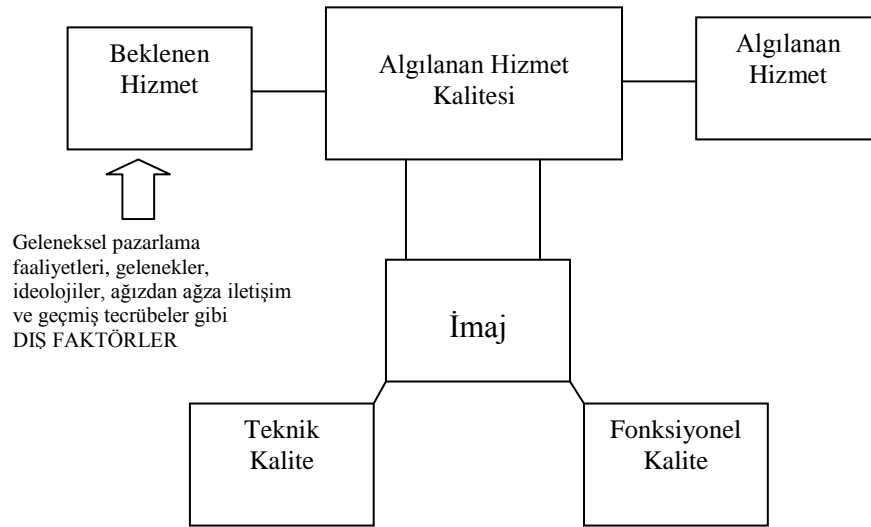 Beklenen
Hizmet
Algılanan Hizmet
Kalitesi
Algılanan
Hizmet
Geleneksel pazarlama
faaliyetleri, gelenekler,
ideolojiler, ağızdan ağza iletişim
ve geçmiş tecrübeler gibi
DIŞ FAKTÖRLER
İmaj
Teknik
Kalite
Fonksiyonel
Kalite